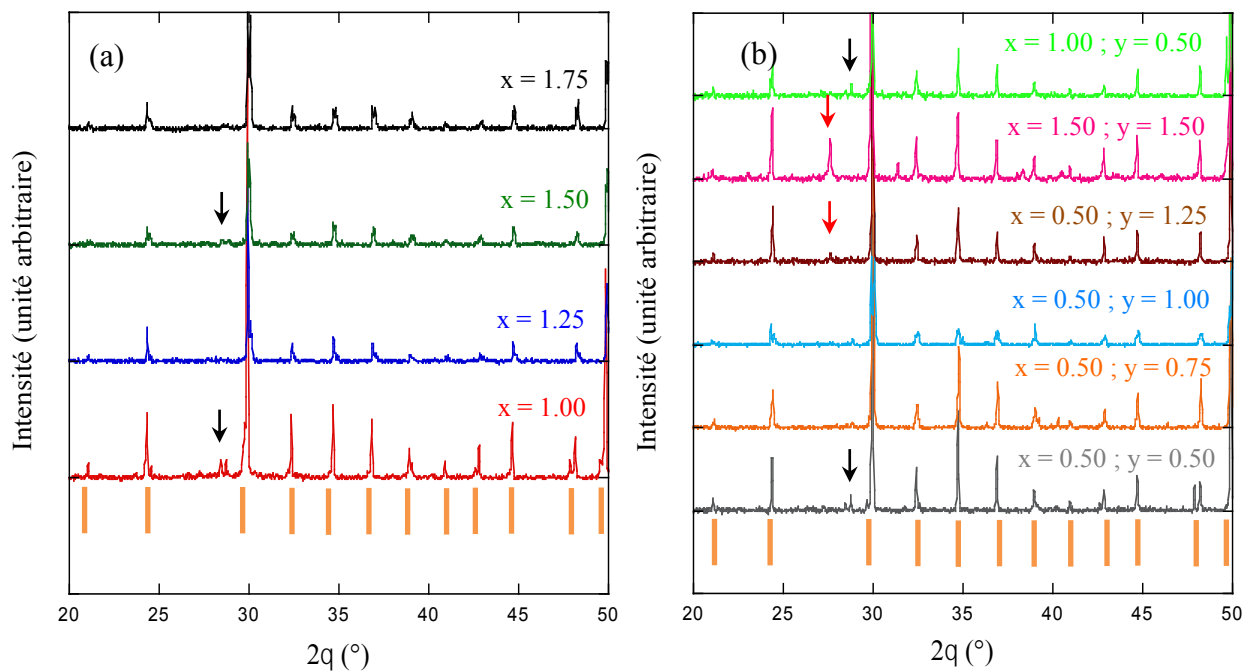 (a)
x = 1.75
x = 1.50
x = 1.25
x = 1.00
Intensité (unité arbitraire)
20 25 30 35 40 45 50
2q (°)
(b)
x = 1.00 ; y = 0.50
x = 1.50 ; y = 1.50
x = 0.50 ; y = 1.25
x = 0.50 ; y = 1.00
x = 0.50 ; y = 0.75
x = 0.50 ; y = 0.50
Intensité (unité arbitraire)
20 25 30 35 40 45 50
2q (°)